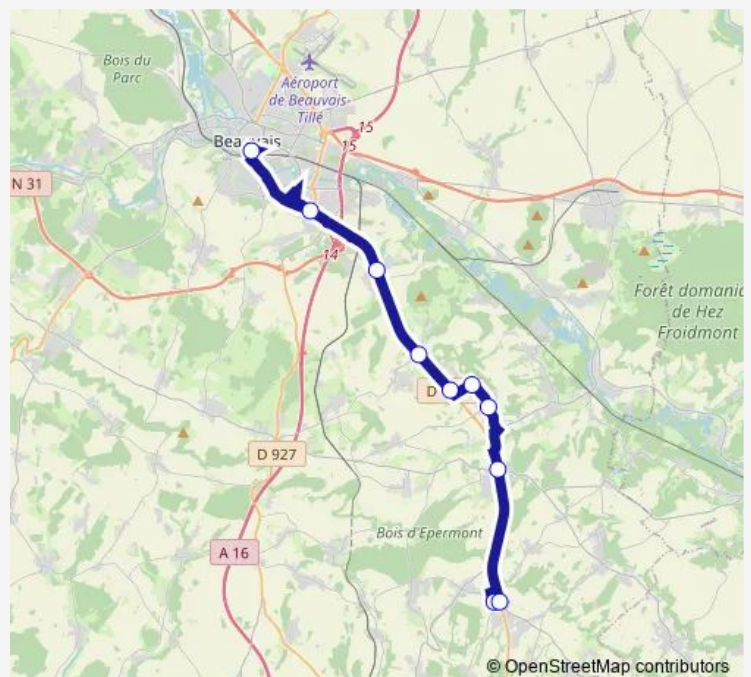 Bois du
Parc
Aéroport
de Beauvais-
Tillé
15
15
Beauvais
N 31
14
Forêt domania
de Hez
Froidmont
D
D 927
Bois d'Epermont
A 16
© OpenStreetMap contributors